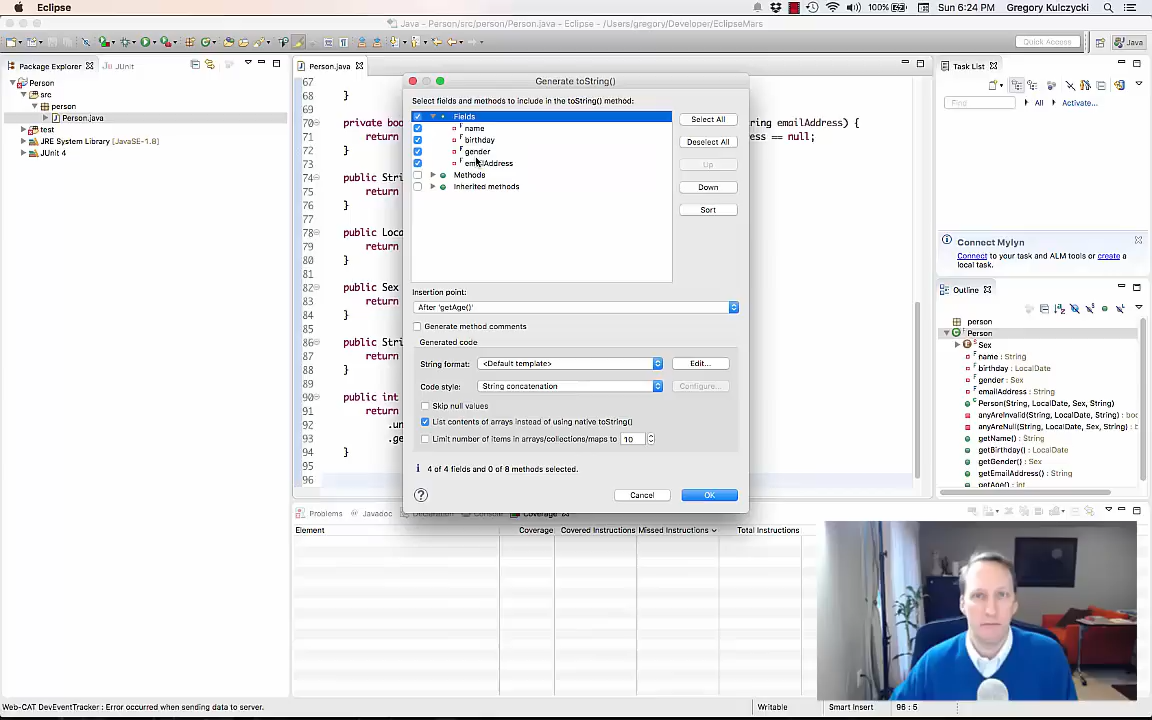 Eclipse
100%
Sun 6:24 PM Gregory Kulczycki
Java - Person/src/person/Person.java - Eclipse - /Users/gregory/Developer/EclipseMars
Quick Access
Java
Package Explorer
JUnit
Person
src
person
Person.java
test
JRE System Library [JavaSE-1.8]
JUnit 4
Person.java
67
68 }
69
70 private boo
ring emailAddress) {
71 return
ss == null;
72 }
73
74 public Stri
75 return
76 }
77
78 public Loca
79 return
80 }
81
82 public Sex
83 return
84 }
85
86 public Stri
87 return
88 }
89
90 public int
91 return
92 .un
93 .ge
94 }
95
96
Generate toString()
Select fields and methods to include in the toString() method:
Fields
name
birthday
gender
emailAddress
Methods
Inherited methods
Select All
Deselect All
Up
Down
Sort
Insertion point:
After 'getAge()'
Generate method comments
Generated code
String format: <Default template> Edit...
Code style: String concatenation Configure...
Skip null values
List contents of arrays instead of using native toString()
Limit number of items in arrays/collections/maps to 10
4 of 4 fields and 0 of 8 methods selected.
Cancel OK
Task List
Find All Activate...
Connect Mylyn
Connect to your task and ALM tools or create a
local task.
Outline
person
Person
Sex
name : String
birthday : LocalDate
gender : Sex
emailAddress : String
Person(String, LocalDate, Sex, String)
anyAreInvalid(String, LocalDate, Sex, String) : bo
anyAreNull(String, LocalDate, Sex, String) : boo
getName() : String
getBirthday() : LocalDate
getGender() : Sex
getEmailAddress() : String
getAge() : int
Problems Javadoc Declaration Console Coverage
Element Coverage Covered Instructions Missed Instructions Total Instructions
Web-CAT DevEventTracker : Error occurred when sending data to server.
Writable Smart Insert 96 : 5